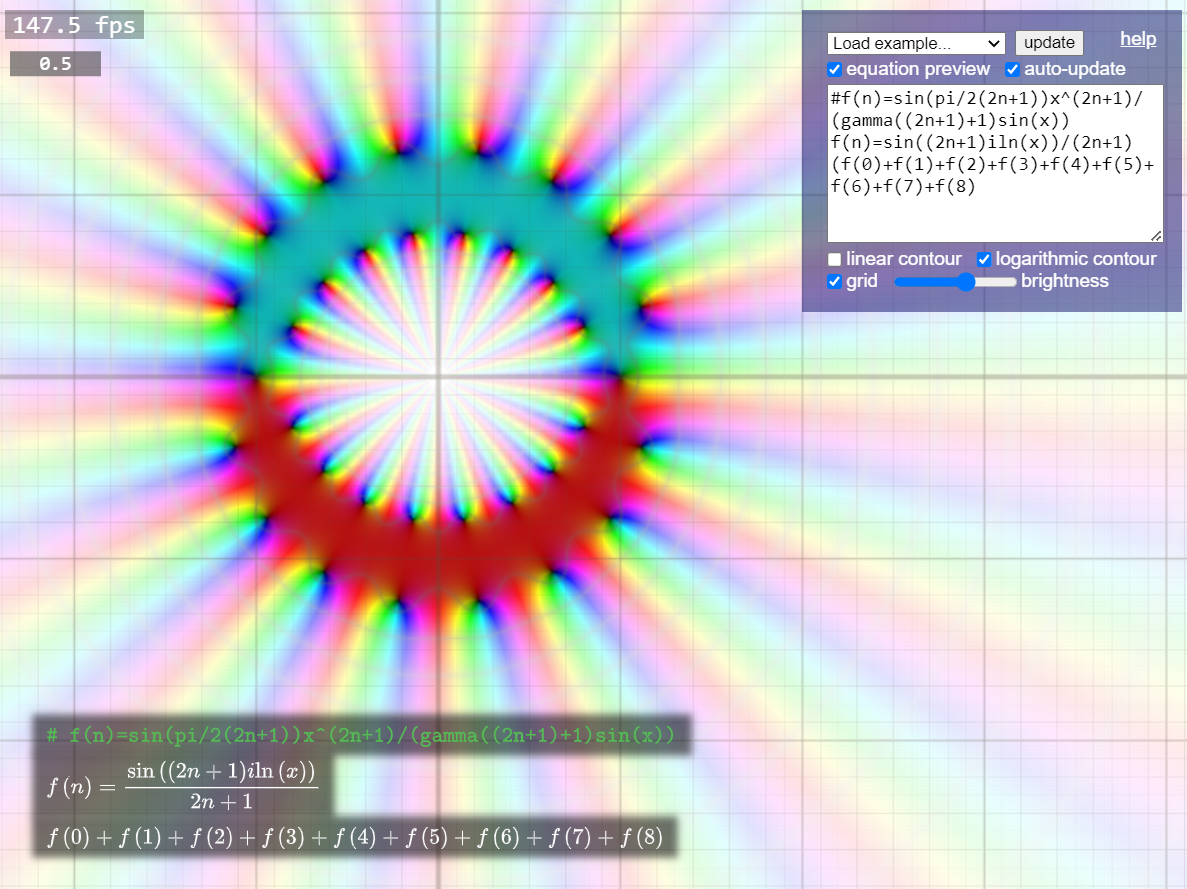 147.5 fps
0.5
Load example...
update
help
equation preview
auto-update
#f(n)=sin(pi/2(2n+1))x^(2n+1)/
(gamma((2n+1)+1)sin(x))
f(n)=sin((2n+1)iln(x))/(2n+1)
(f(0)+f(1)+f(2)+f(3)+f(4)+f(5)+
f(6)+f(7)+f(8)
linear contour
logarithmic contour
grid
brightness
# f(n)=sin(pi/2(2n+1))x^(2n+1)/(gamma((2n+1)+1)sin(x))
f (n) = sin ((2n + 1)iln (x)) / 2n + 1
f (0) + f (1) + f (2) + f (3) + f (4) + f (5) + f (6) + f (7) + f (8)